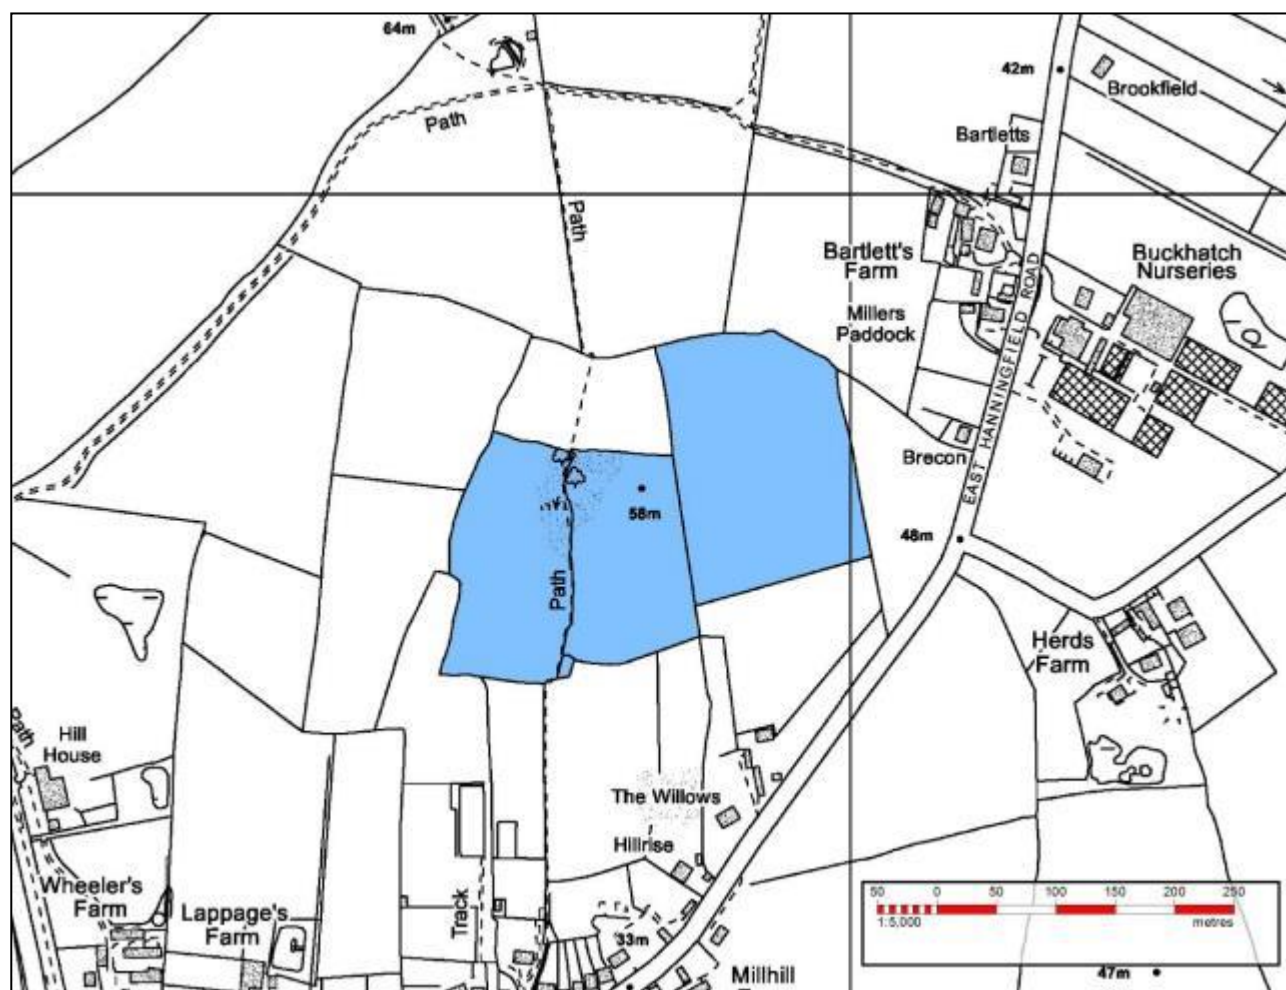 64m
42m
Brookfield
Path
Bartletts
Path
Bartlett's
Farm
Buckhatch
Nurseries
Millers
Paddock
EAST HANNINGFIELD ROAD
Brecon
58m
48m
Path
Herds
Farm
Path
Hill
House
The Willows
Hillrise
Wheeler's
Farm
Lappage's
Farm
Track
33m
Millhill
50 0 50 100 150 200 250
1:5,000 metres
47m